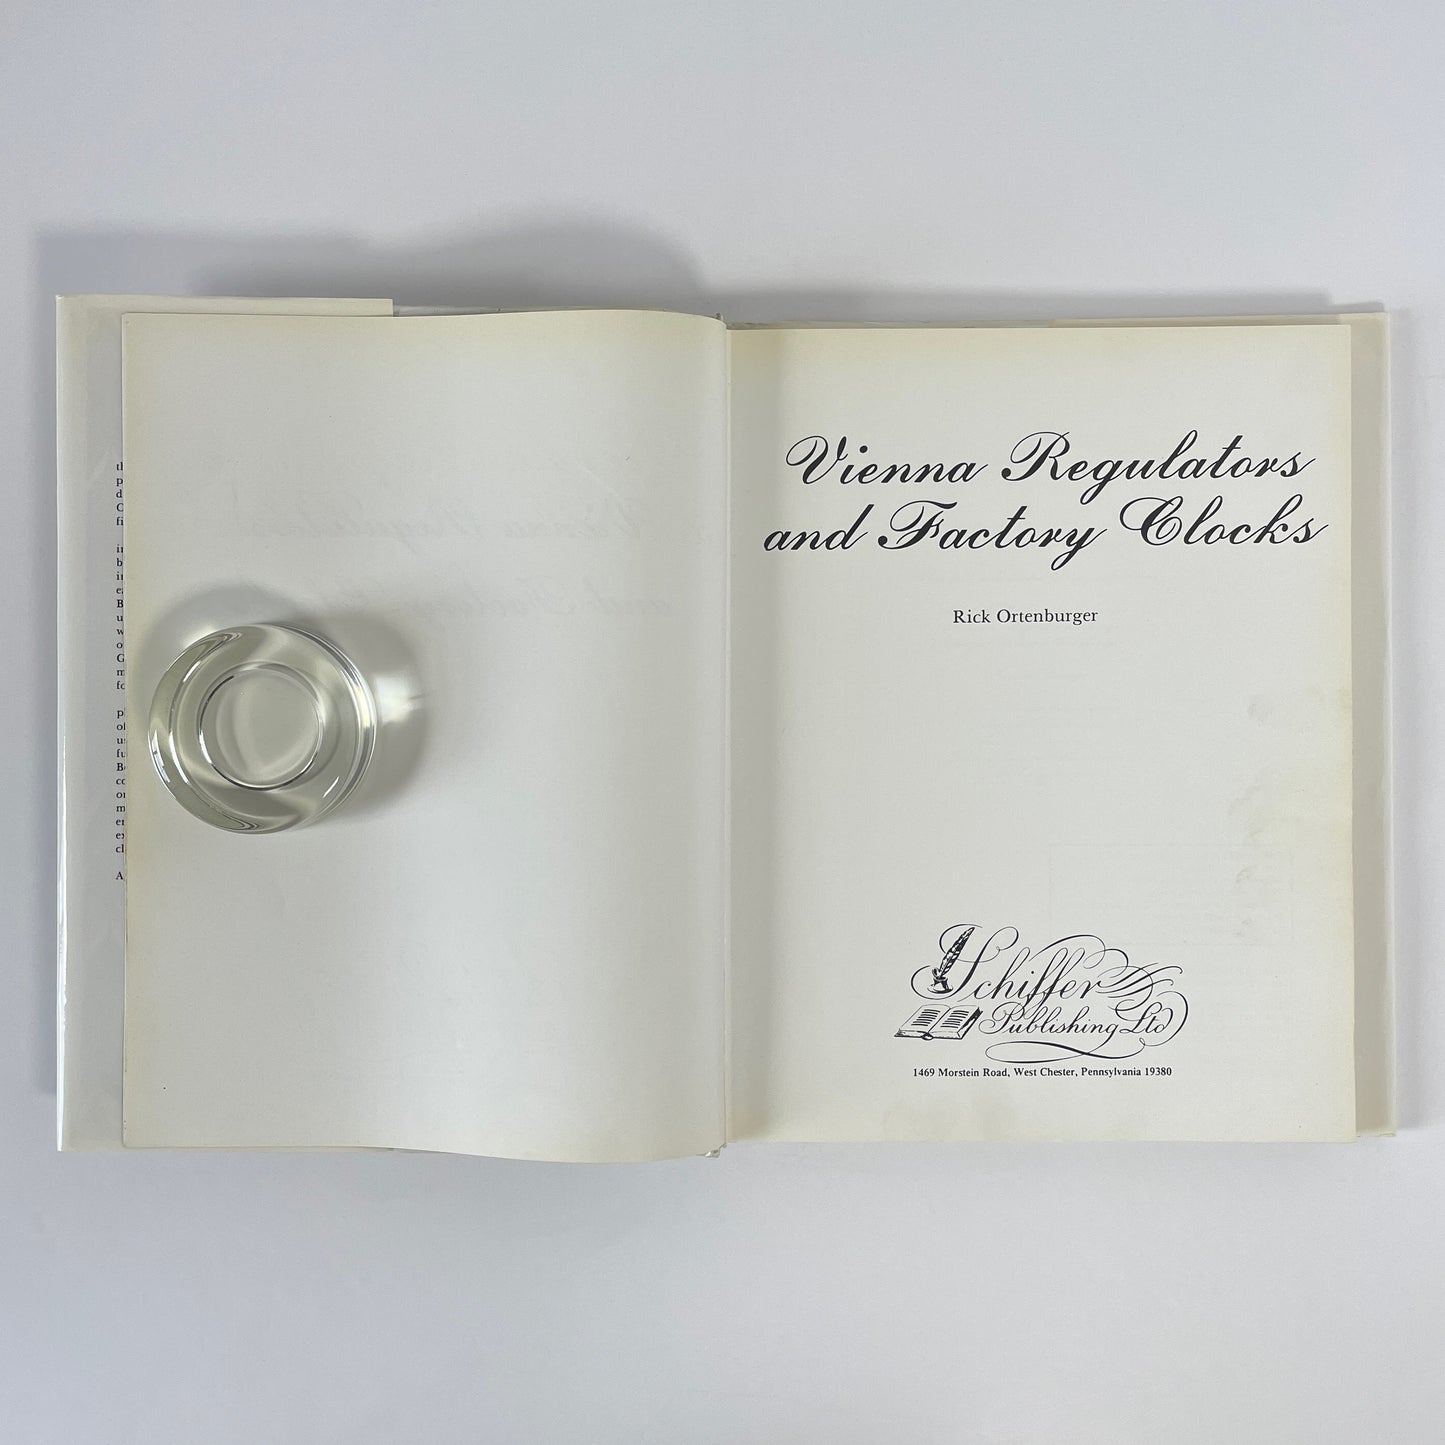 Vienna Regulators
and Factory Clocks
Rick Ortenburger
Schiffer
Publishing Ltd
1469 Morstein Road, West Chester, Pennsylvania 19380